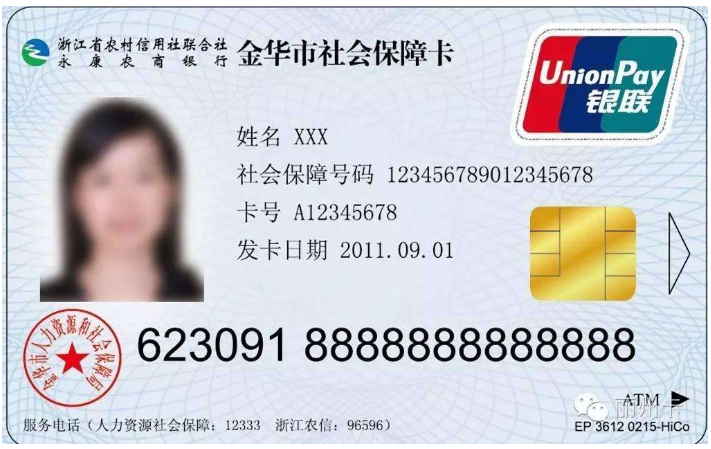 浙江省农村信用社联合社
永康农商银行
金华市社会保障卡
UnionPay
银联
姓名 XXX
社会保障号码 123456789012345678
卡号 A12345678
发卡日期 2011.09.01
金华市人力资源和社会保障局
623091 8888888888888
ATM
丽州卡
服务电话（人力资源社会保障：12333 浙江农信：96596）
EP 3612 0215-HiCo